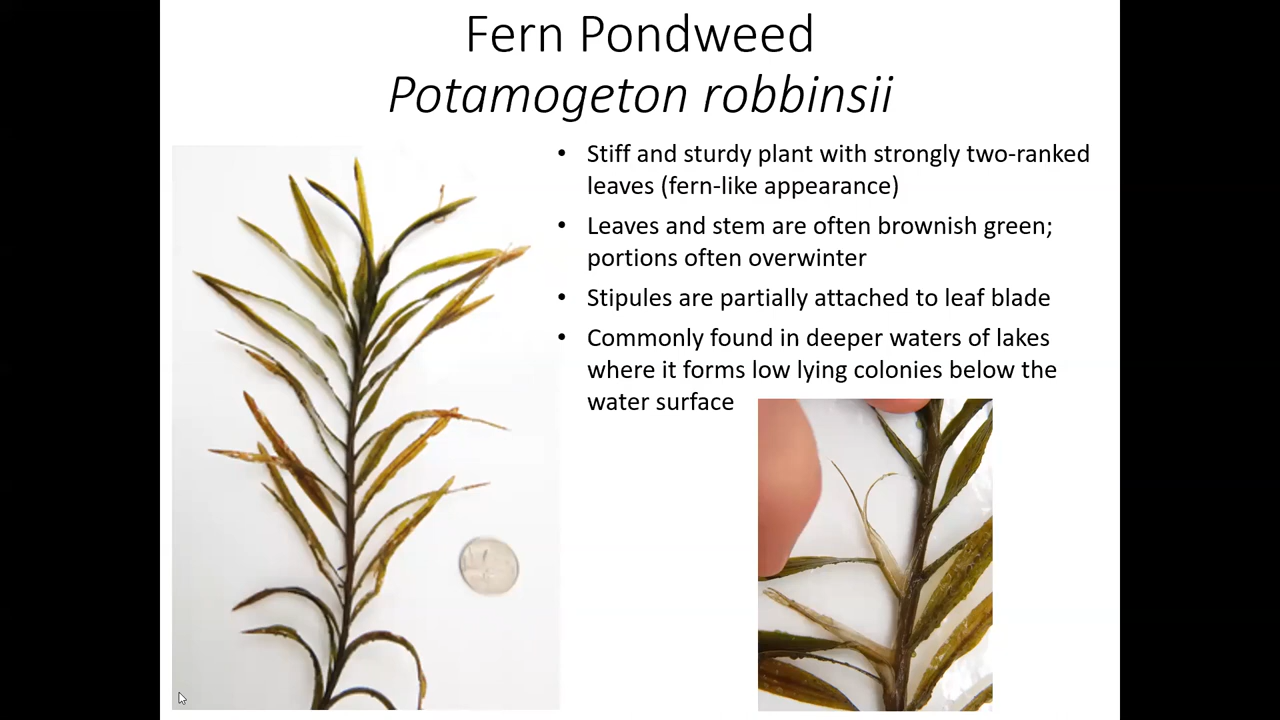 Fern Pondweed
Potamogeton robbinsii
• Stiff and sturdy plant with strongly two-ranked
leaves (fern-like appearance)
• Leaves and stem are often brownish green;
portions often overwinter
• Stipules are partially attached to leaf blade
• Commonly found in deeper waters of lakes
where it forms low lying colonies below the
water surface